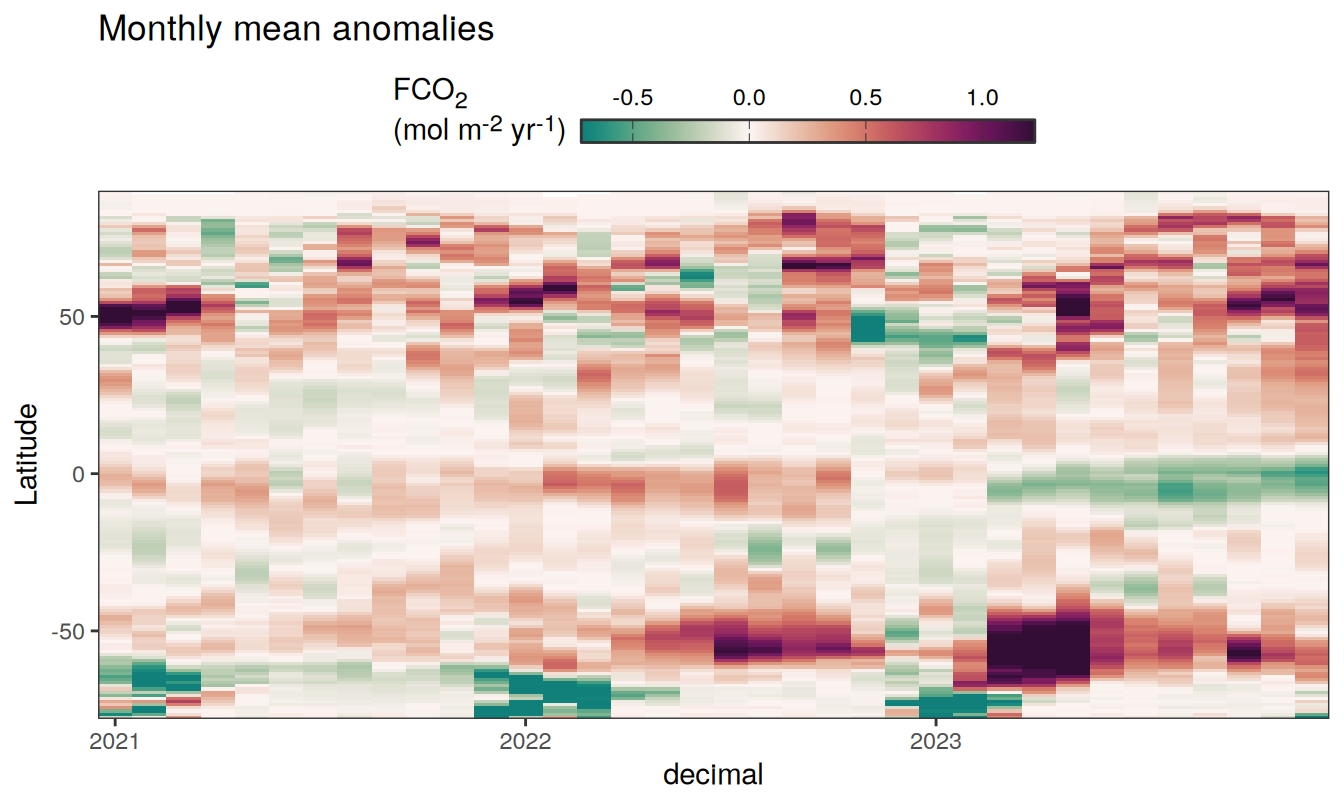 Monthly mean anomalies
FCO₂
(mol m⁻² yr⁻¹)
-0.5 0.0 0.5 1.0
Latitude
50
0
-50
2021 2022 2023
decimal